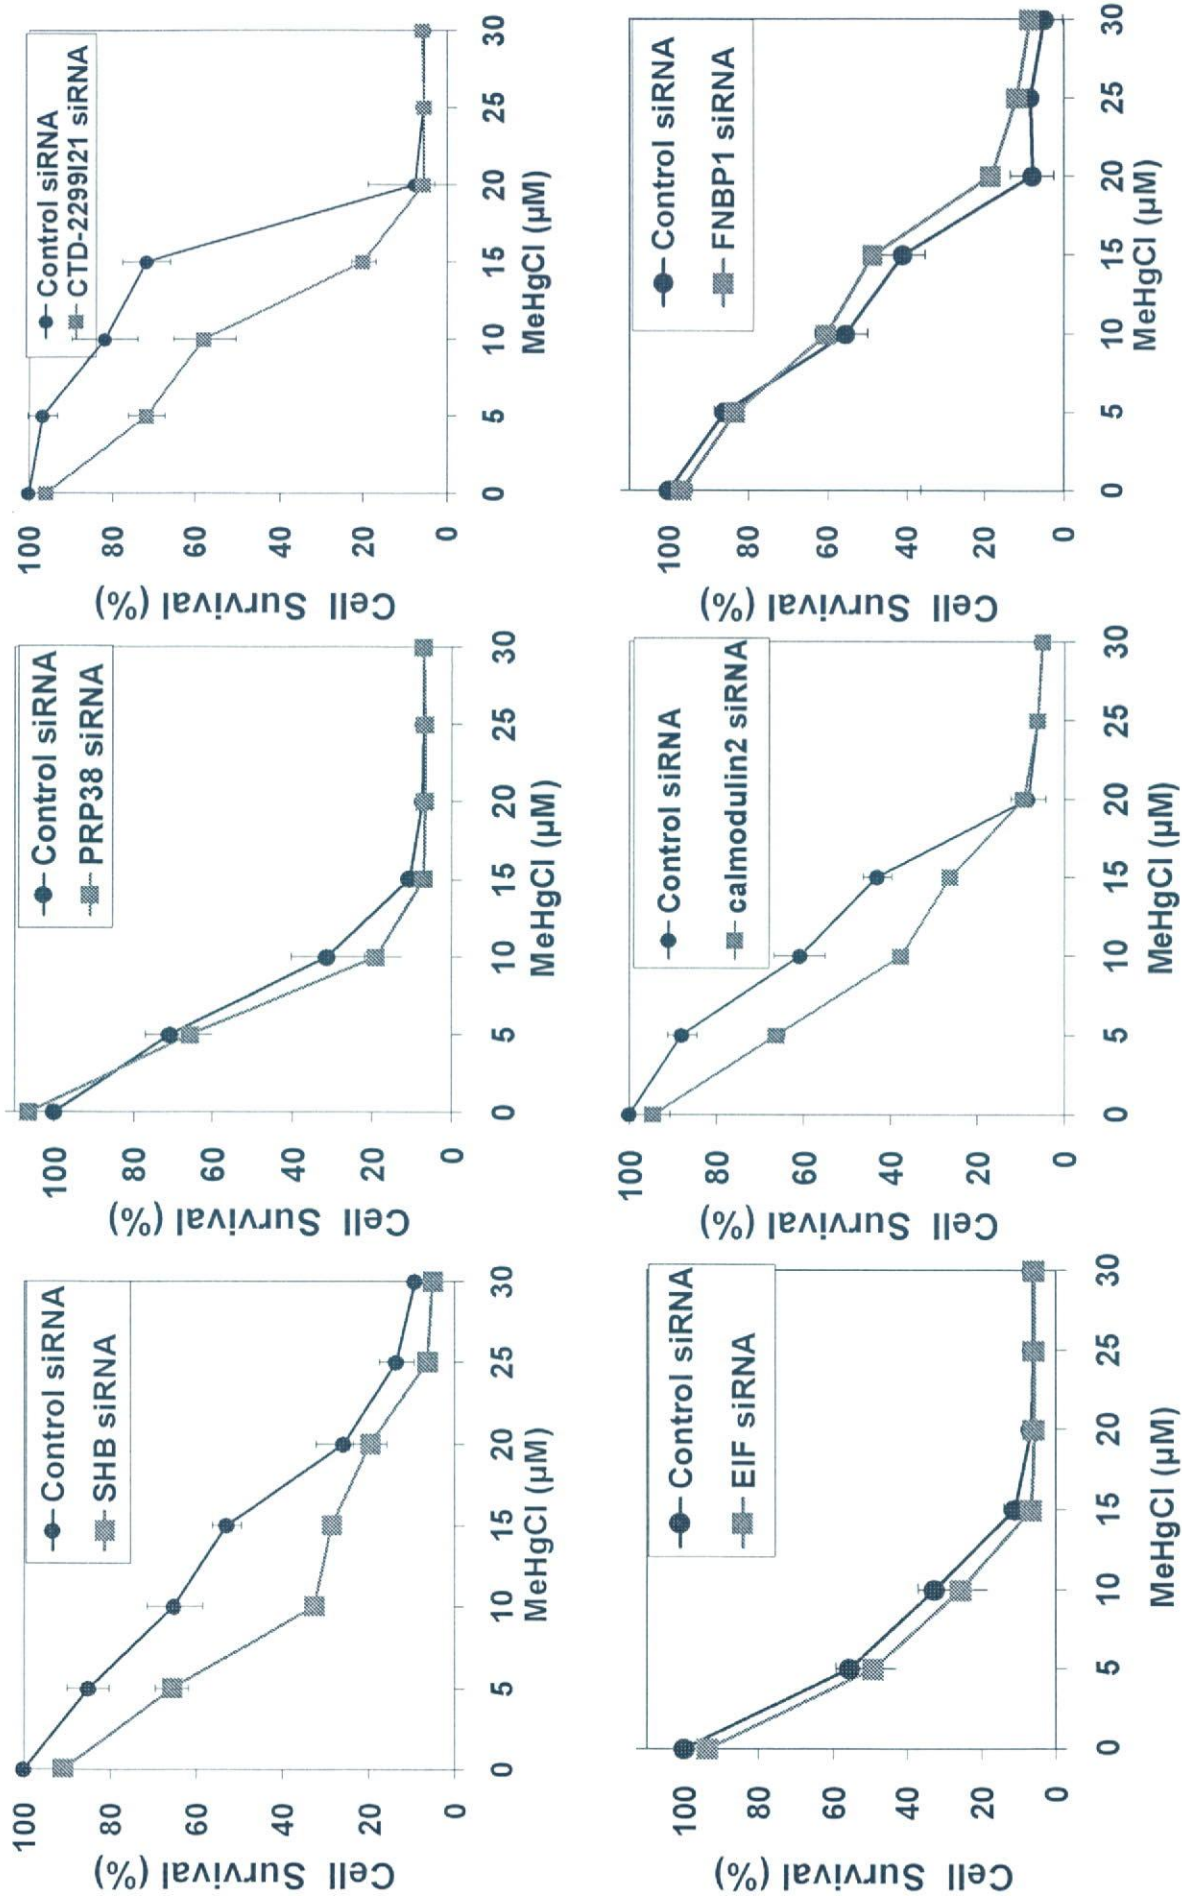 Control siRNA
SHB siRNA
Cell Survival (%)
100
80
60
40
20
0
0 5 10 15 20 25 30
MeHgCl (µM)
Control siRNA
PRP38 siRNA
Cell Survival (%)
100
80
60
40
20
0
0 5 10 15 20 25 30
MeHgCl (µM)
Control siRNA
CTD-2299I21 siRNA
Cell Survival (%)
100
80
60
40
20
0
0 5 10 15 20 25 30
MeHgCl (µM)
Control siRNA
EIF siRNA
Cell Survival (%)
100
80
60
40
20
0
0 5 10 15 20 25 30
MeHgCl (µM)
Control siRNA
calmodulin2 siRNA
Cell Survival (%)
100
80
60
40
20
0
0 5 10 15 20 25 30
MeHgCl (µM)
Control siRNA
FNBP1 siRNA
Cell Survival (%)
100
80
60
40
20
0
0 5 10 15 20 25 30
MeHgCl (µM)